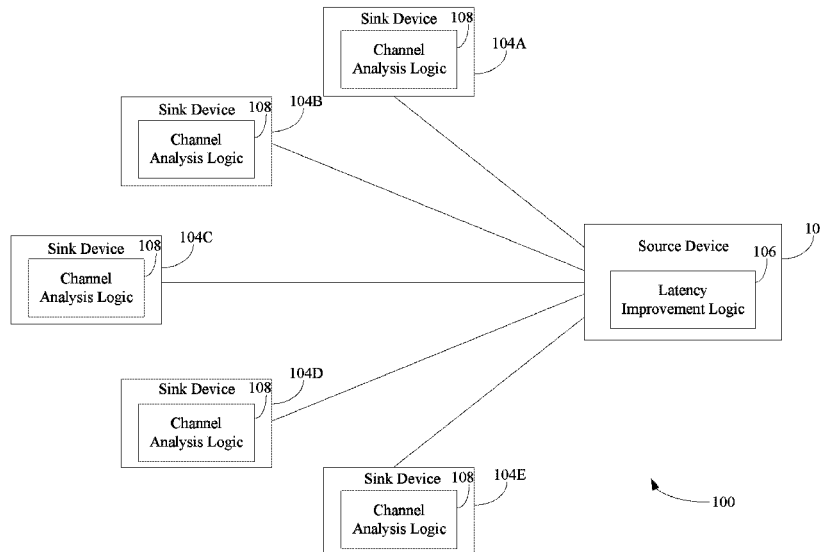 Sink Device
108
Channel
Analysis Logic
104A
Sink Device
108
Channel
Analysis Logic
104B
Sink Device
108
Channel
Analysis Logic
104C
Source Device
10
106
Latency
Improvement Logic
Sink Device
108
Channel
Analysis Logic
104D
Sink Device
108
Channel
Analysis Logic
104E
100